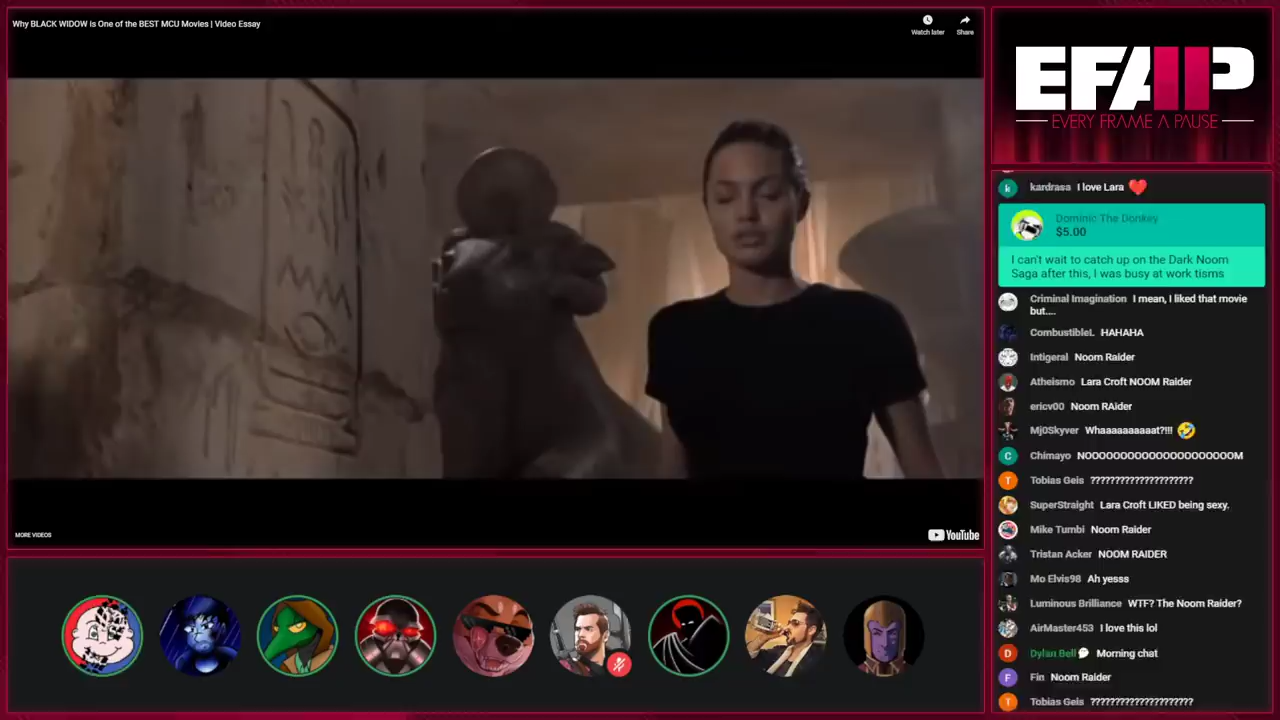 Why BLACK WIDOW is One of the BEST MCU Movies | Video Essay
Watch later
Share
MORE VIDEOS
YouTube
EFAP
EVERY FRAME A PAUSE
k
kardrasa I love Lara
Dominic The Donkey
$5.00
I can't wait to catch up on the Dark Noom
Saga after this, I was busy at work tisms
Criminal Imagination I mean, I liked that movie
but....
CombustibleL HAHAHA
Intigeral Noom Raider
Atheismo Lara Croft NOOM Raider
ericv00 Noom RAider
Mj0Skyver Whaaaaaaaaaat?!!!
C
Chimayo NOOOOOOOOOOOOOOOOOOOOOOM
T
Tobias Geis ????????????????????
SuperStraight Lara Croft LIKED being sexy.
Mike Tumbi Noom Raider
Tristan Acker NOOM RAIDER
Mo Elvis98 Ah yesss
Luminous Brilliance WTF? The Noom Raider?
AirMaster453 I love this lol
D
Dylan Bell Morning chat
F
Fin Noom Raider
T
Tobias Geis ????????????????????